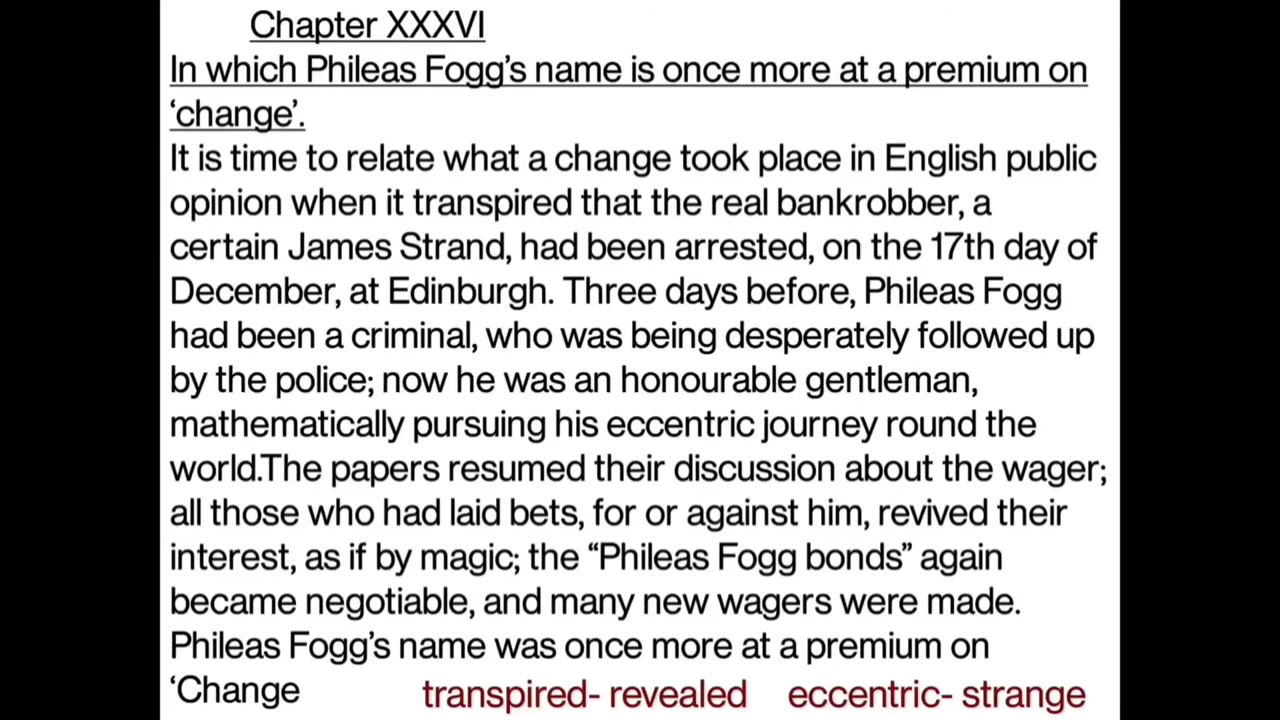 Chapter XXXVI
In which Phileas Fogg’s name is once more at a premium on
‘change’.
It is time to relate what a change took place in English public
opinion when it transpired that the real bankrobber, a
certain James Strand, had been arrested, on the 17th day of
December, at Edinburgh. Three days before, Phileas Fogg
had been a criminal, who was being desperately followed up
by the police; now he was an honourable gentleman,
mathematically pursuing his eccentric journey round the
world.The papers resumed their discussion about the wager;
all those who had laid bets, for or against him, revived their
interest, as if by magic; the “Phileas Fogg bonds” again
became negotiable, and many new wagers were made.
Phileas Fogg’s name was once more at a premium on
‘Change
transpired- revealed eccentric- strange